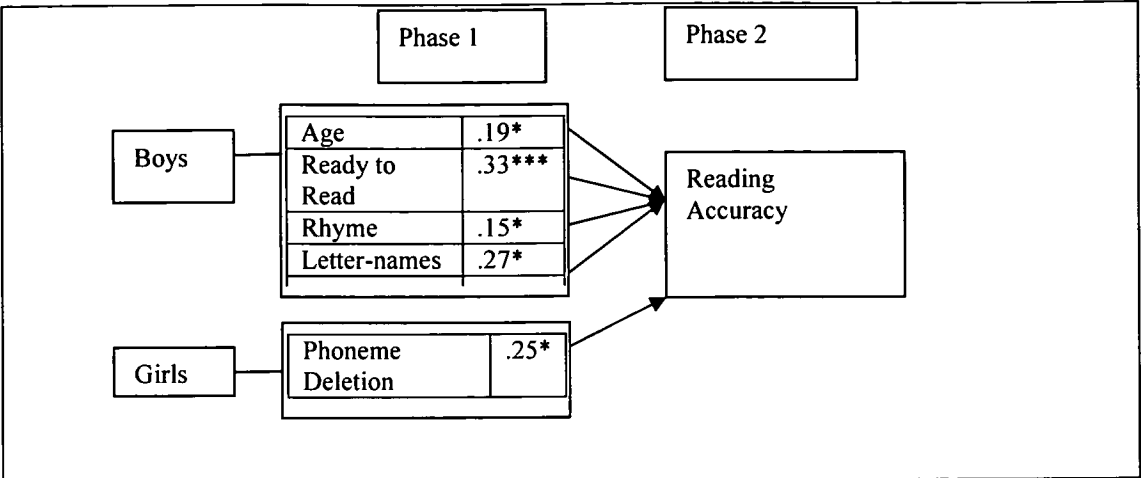 Phase 1
Phase 2
Boys
Age .19*
Ready to .33***
Read
Rhyme .15*
Letter-names .27*
Reading
Accuracy
Girls
Phoneme .25*
Deletion